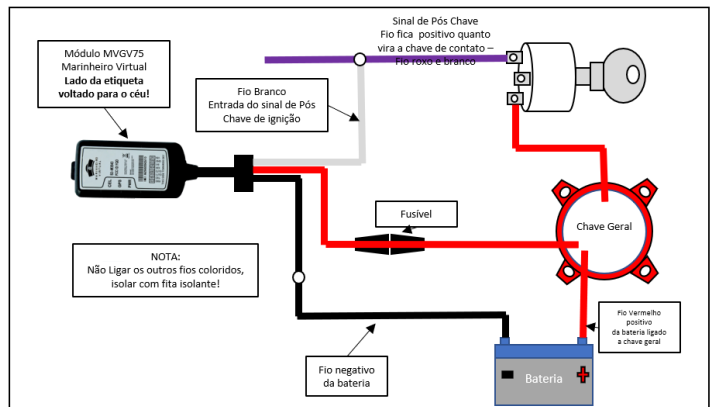 Sinal de Pós Chave
Fio fica  positivo quanto
vira a chave de contato –
Fio roxo e branco
Módulo MVGV75
Marinheiro Virtual
Lado da etiqueta
voltado para o céu!
Fio Branco
Entrada do sinal de Pós
Chave de ignição
Fusível
Chave Geral
NOTA:
Não Ligar os outros fios coloridos,
isolar com fita isolante!
Fio Vermelho
positivo
da bateria ligado
a chave geral
Fio negativo
da bateria
Bateria
CEL
GPS
PWR